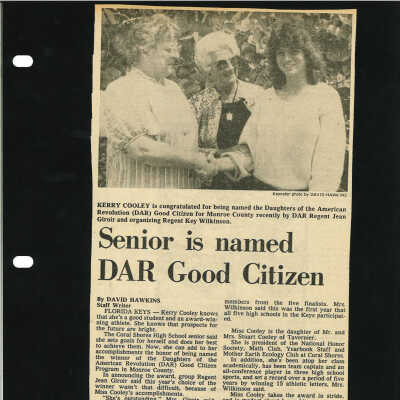 Keynoter photo by DAVID HAWKINS
KERRY COOLEY is congratulated for being named the Daughters of the American
Revolution (DAR) Good Citizen for Monroe County recently by DAR Regent Jean
Giroir and organizing Regent Key Wilkinson.
Senior is named
DAR Good Citizen
By DAVID HAWKINS
Staff Writer
FLORIDA KEYS — Kerry Cooley knows
that she's a good student and an award-win-
ning athlete. She knows that prospects for
the future are bright.
The Coral Shores High School senior said
she sets goals for herself and does her best
to achieve them. Now, she can add to her
accomplishments the honor of being named
the winner of the Daughters of the
American Revolution (DAR) Good Citizens
Program in Monroe County.
In announcing the award, group Regent
Jean Giroir said this year's choice of the
winner wasn't that difficult, because of
Miss Cooley's accomplishments.
"She's outstanding," Mrs. Giroir said
members from the five finalists. Mrs.
Wilkinson said this was the first year that
all five high schools in the Keys participat-
ed.
Miss Cooley is the daughter of Mr. and
Mrs. Stuart Cooley of Tavernier.
She is president of the National Honor
Society, Math Club, Yearbook Staff and
Mother Earth Ecology Club at Coral Shores.
In addition, she's been atop her class
academically, has been team captain and an
all-conference player in three high school
sports, and set a record over a period of five
years by winning 15 athletic letters, Mrs.
Wilkinson said.
Miss Cooley takes the award in stride,